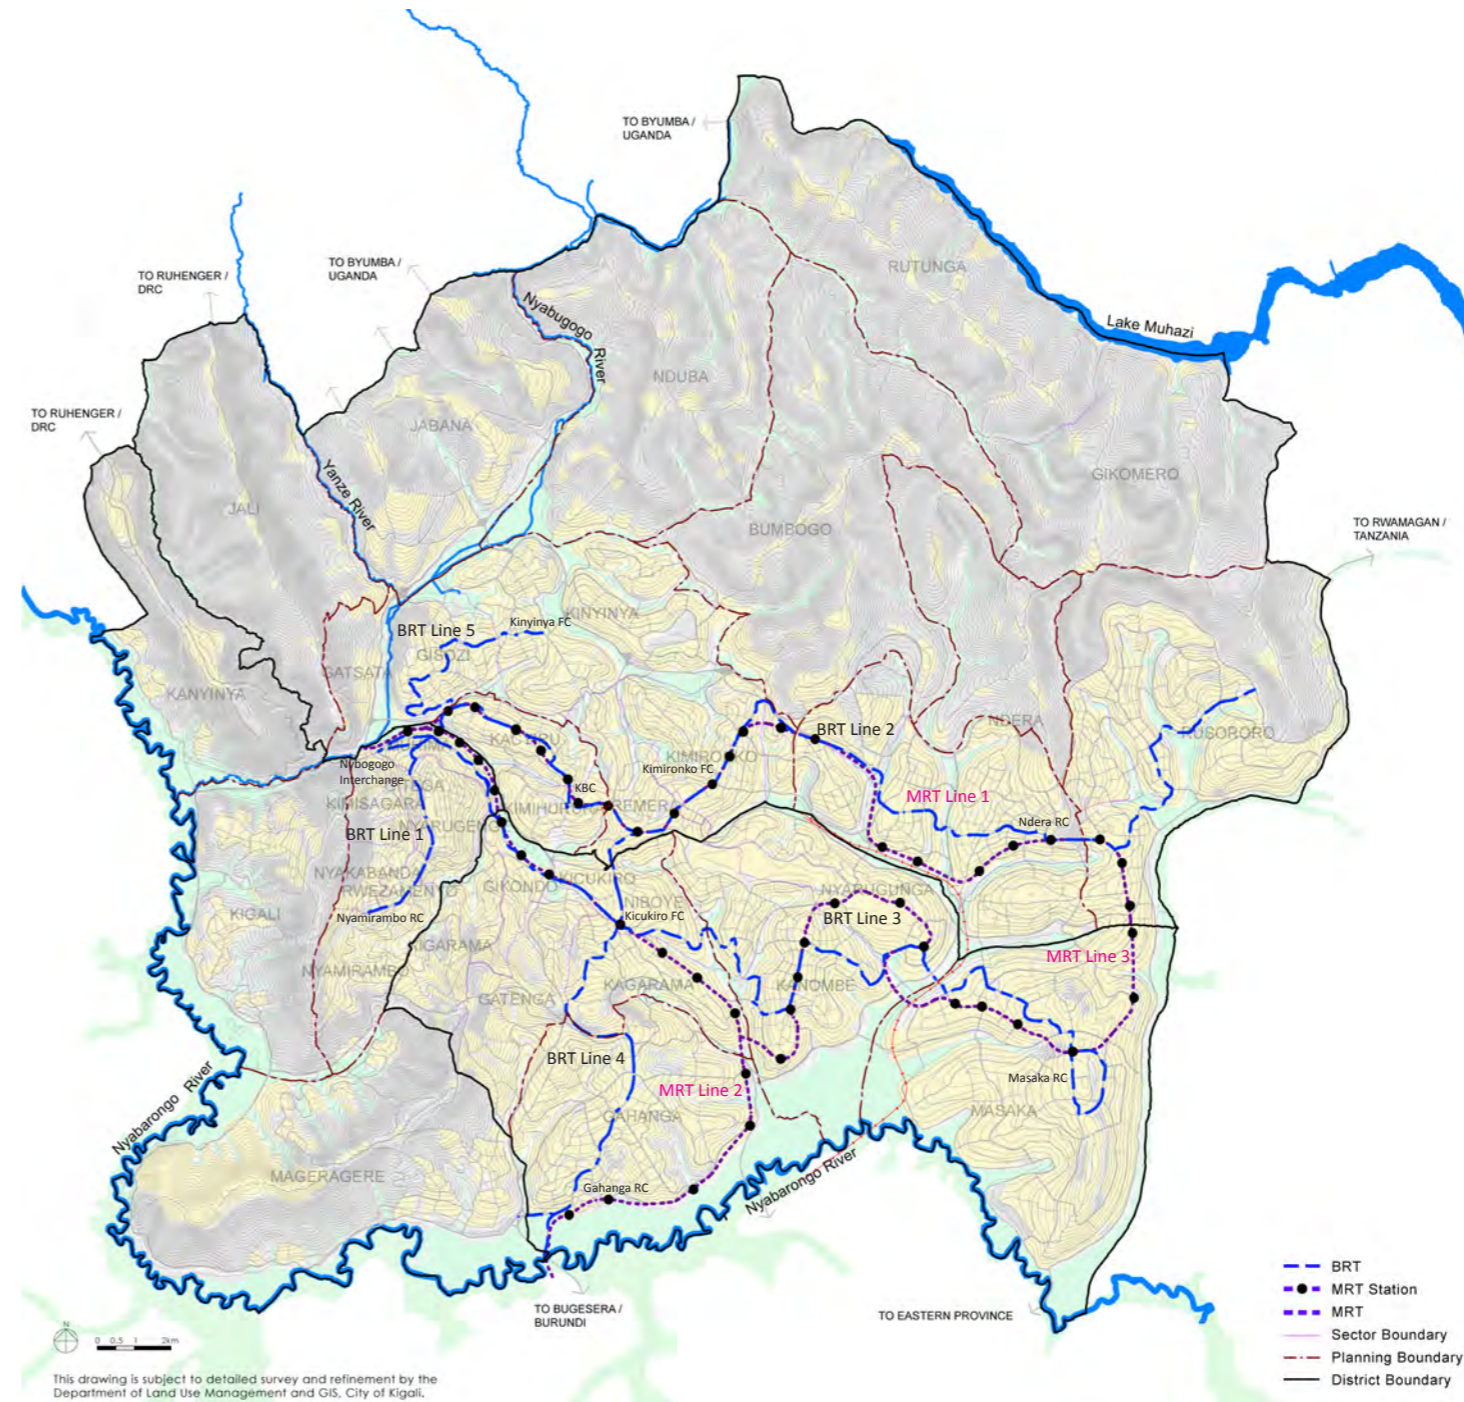 TO BYUMBA /
UGANDA
TO BYUMBA /
UGANDA
TO RUHENGER /
DRC
TO RUHENGER /
DRC
RUTUNGA
Lake Muhazi
Nyabugogo
River
NDUBA
JABANA
GIKOMERO
Yanze River
JALI
BUMBOGO
TO RWAMAGAN /
TANZANIA
KINYINYA
Kinyinya FC
BRT Line 5
GISOZI
GATSATA
KANYINYA
NDERA
RUSORORO
BRT Line 2
KACYIRU
KIMIRONKO
Kimironko FC
Nybogogo
Interchange
MUHIMA
GITEGA
KBC
KIMISAGARA
KIMIHURURA
REMERA
MRT Line 1
NYARUGENGE
BRT Line 1
Ndera RC
NYAKABANDA
RWEZAMENYO
GIKONDO
KICUKIRO
NIBOYE
NYARUGUNGA
KIGALI
Nyamirambo RC
Kicukiro FC
BRT Line 3
KIGARAMA
MRT Line 3
NYAMIRAMBO
GATENGA
KAGARAMA
KANOMBE
BRT Line 4
MRT Line 2
Masaka RC
MASAKA
GAHANGA
Nyabarongo River
MAGERAGERE
Gahanga RC
Nyabarongo River
TO BUGESERA /
BURUNDI
TO EASTERN PROVINCE
BRT
MRT Station
MRT
Sector Boundary
Planning Boundary
District Boundary
N
0 0.5 1 2km
This drawing is subject to detailed survey and refinement by the
Department of Land Use Management and GIS, City of Kigali.